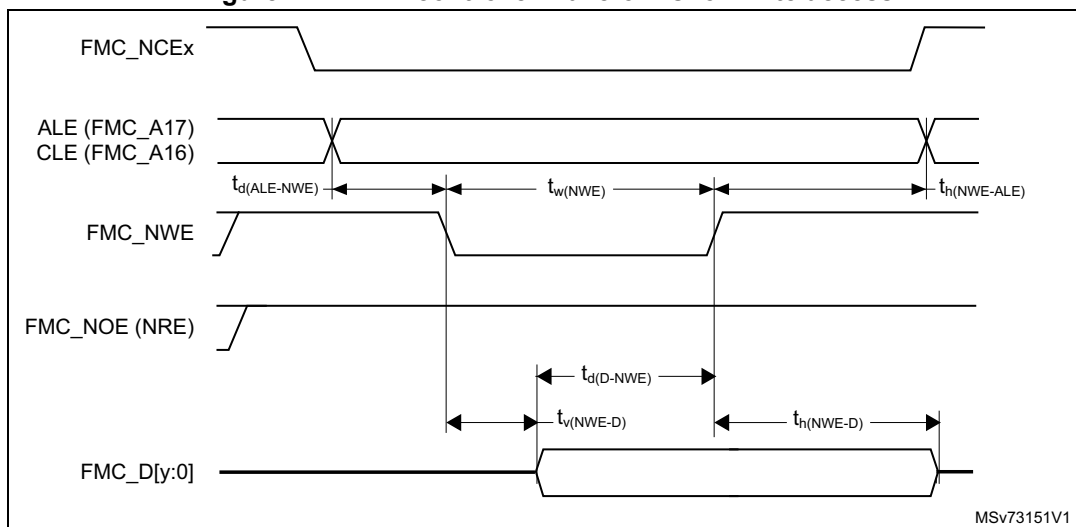 FMC_NCEx
ALE (FMC_A17)
CLE (FMC_A16)
td(ALE-NWE)
tw(NWE)
th(NWE-ALE)
FMC_NWE
FMC_NOE (NRE)
td(D-NWE)
tv(NWE-D)
th(NWE-D)
FMC_D[y:0]
MSv73151V1